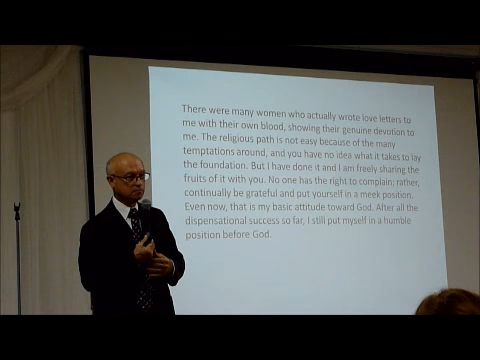 There were many women who actually wrote love letters to
me with their own blood, showing their genuine devotion to
me. The religious path is not easy because of the many
temptations around, and you have no idea what it takes to lay
the foundation. But I have done it and I am freely sharing the
fruits of it with you. No one has the right to complain; rather,
continually be grateful and put yourself in a meek position.
Even now, that is my basic attitude toward God. After all the
dispensational success so far, I still put myself in a humble
position before God.